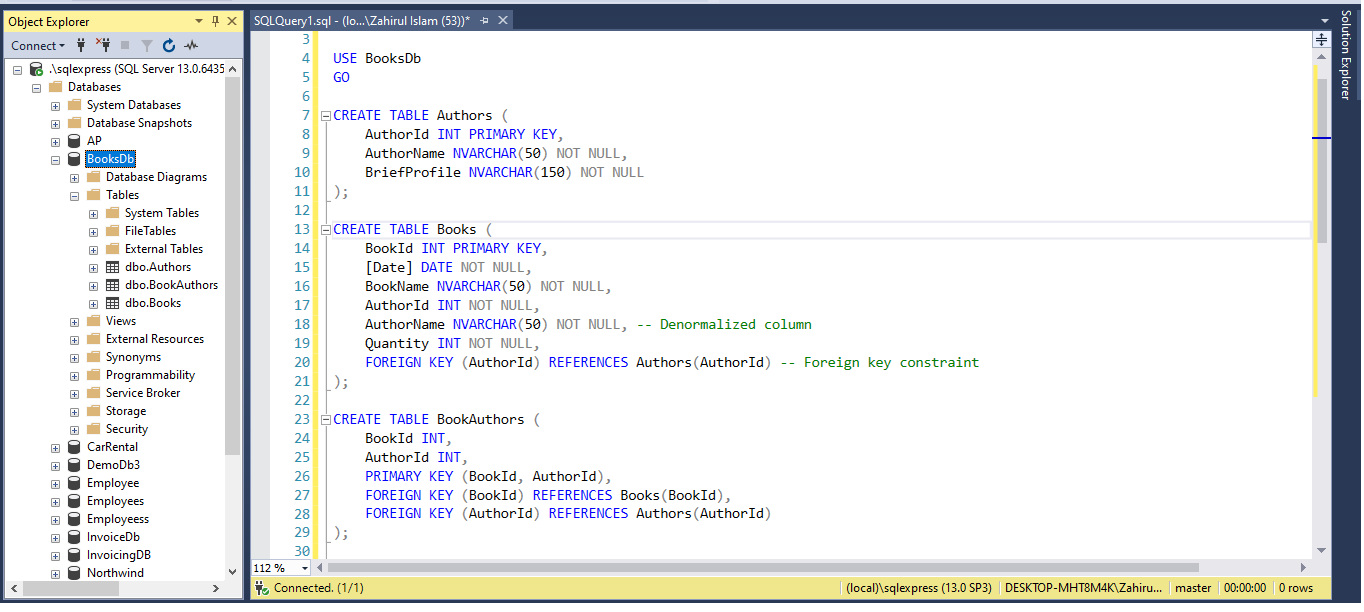 Object Explorer
Connect
.\sqlexpress (SQL Server 13.0.6435
Databases
System Databases
Database Snapshots
AP
BooksDb
Database Diagrams
Tables
System Tables
FileTables
External Tables
dbo.Authors
dbo.BookAuthors
dbo.Books
Views
External Resources
Synonyms
Programmability
Service Broker
Storage
Security
CarRental
DemoDb3
Employee
Employees
Employeess
InvoiceDb
InvoicingDB
Northwind
SQLQuery1.sql - (lo...\Zahirul Islam (53))*
3
4 USE BooksDb
5 GO
6
7 CREATE TABLE Authors (
8 AuthorId INT PRIMARY KEY,
9 AuthorName NVARCHAR(50) NOT NULL,
10 BriefProfile NVARCHAR(150) NOT NULL
11 );
12
13 CREATE TABLE Books (
14 BookId INT PRIMARY KEY,
15 [Date] DATE NOT NULL,
16 BookName NVARCHAR(50) NOT NULL,
17 AuthorId INT NOT NULL,
18 AuthorName NVARCHAR(50) NOT NULL, -- Denormalized column
19 Quantity INT NOT NULL,
20 FOREIGN KEY (AuthorId) REFERENCES Authors(AuthorId) -- Foreign key constraint
21 );
22
23 CREATE TABLE BookAuthors (
24 BookId INT,
25 AuthorId INT,
26 PRIMARY KEY (BookId, AuthorId),
27 FOREIGN KEY (BookId) REFERENCES Books(BookId),
28 FOREIGN KEY (AuthorId) REFERENCES Authors(AuthorId)
29 );
30
112 %
Connected. (1/1) (local)\sqlexpress (13.0 SP3) DESKTOP-MHT8M4K\Zahiru... master 00:00:00 0 rows
Solution Explorer